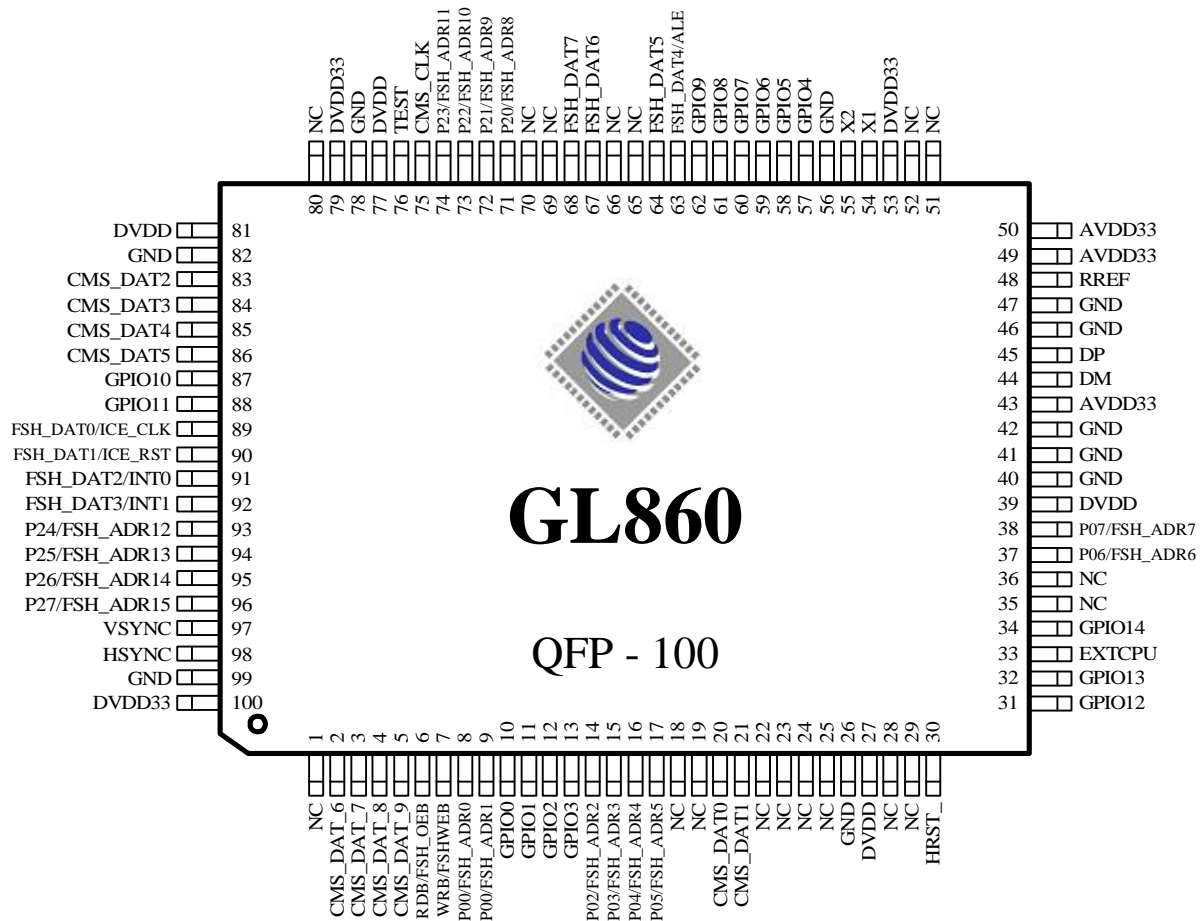 NC
DVDD33
GND
DVDD
TEST
CMS_CLK
P23/FSH_ADR11
P22/FSH_ADR10
P21/FSH_ADR9
P20/FSH_ADR8
NC
NC
FSH_DAT7
FSH_DAT6
NC
NC
FSH_DAT5
FSH_DAT4/ALE
GPIO9
GPIO8
GPIO7
GPIO6
GPIO5
GPIO4
GND
X2
X1
DVDD33
NC
NC
80
79
78
77
76
75
74
73
72
71
70
69
68
67
66
65
64
63
62
61
60
59
58
57
56
55
54
53
52
51
DVDD 81
GND 82
CMS_DAT2 83
CMS_DAT3 84
CMS_DAT4 85
CMS_DAT5 86
GPIO10 87
GPIO11 88
FSH_DAT0/ICE_CLK 89
FSH_DAT1/ICE_RST 90
FSH_DAT2/INT0 91
FSH_DAT3/INT1 92
P24/FSH_ADR12 93
P25/FSH_ADR13 94
P26/FSH_ADR14 95
P27/FSH_ADR15 96
VSYNC 97
HSYNC 98
GND 99
DVDD33 100
GL860
QFP - 100
50 AVDD33
49 AVDD33
48 RREF
47 GND
46 GND
45 DP
44 DM
43 AVDD33
42 GND
41 GND
40 GND
39 DVDD
38 P07/FSH_ADR7
37 P06/FSH_ADR6
36 NC
35 NC
34 GPIO14
33 EXTCPU
32 GPIO13
31 GPIO12
1
2
3
4
5
6
7
8
9
10
11
12
13
14
15
16
17
18
19
20
21
22
23
24
25
26
27
28
29
30
NC
CMS_DAT_6
CMS_DAT_7
CMS_DAT_8
CMS_DAT_9
RDB/FSH_OEB
WRB/FSHWEB
P00/FSH_ADR0
P00/FSH_ADR1
GPIO0
GPIO1
GPIO2
GPIO3
P02/FSH_ADR2
P03/FSH_ADR3
P04/FSH_ADR4
P05/FSH_ADR5
NC
NC
CMS_DAT0
CMS_DAT1
NC
NC
NC
NC
GND
DVDD
NC
NC
HRST_